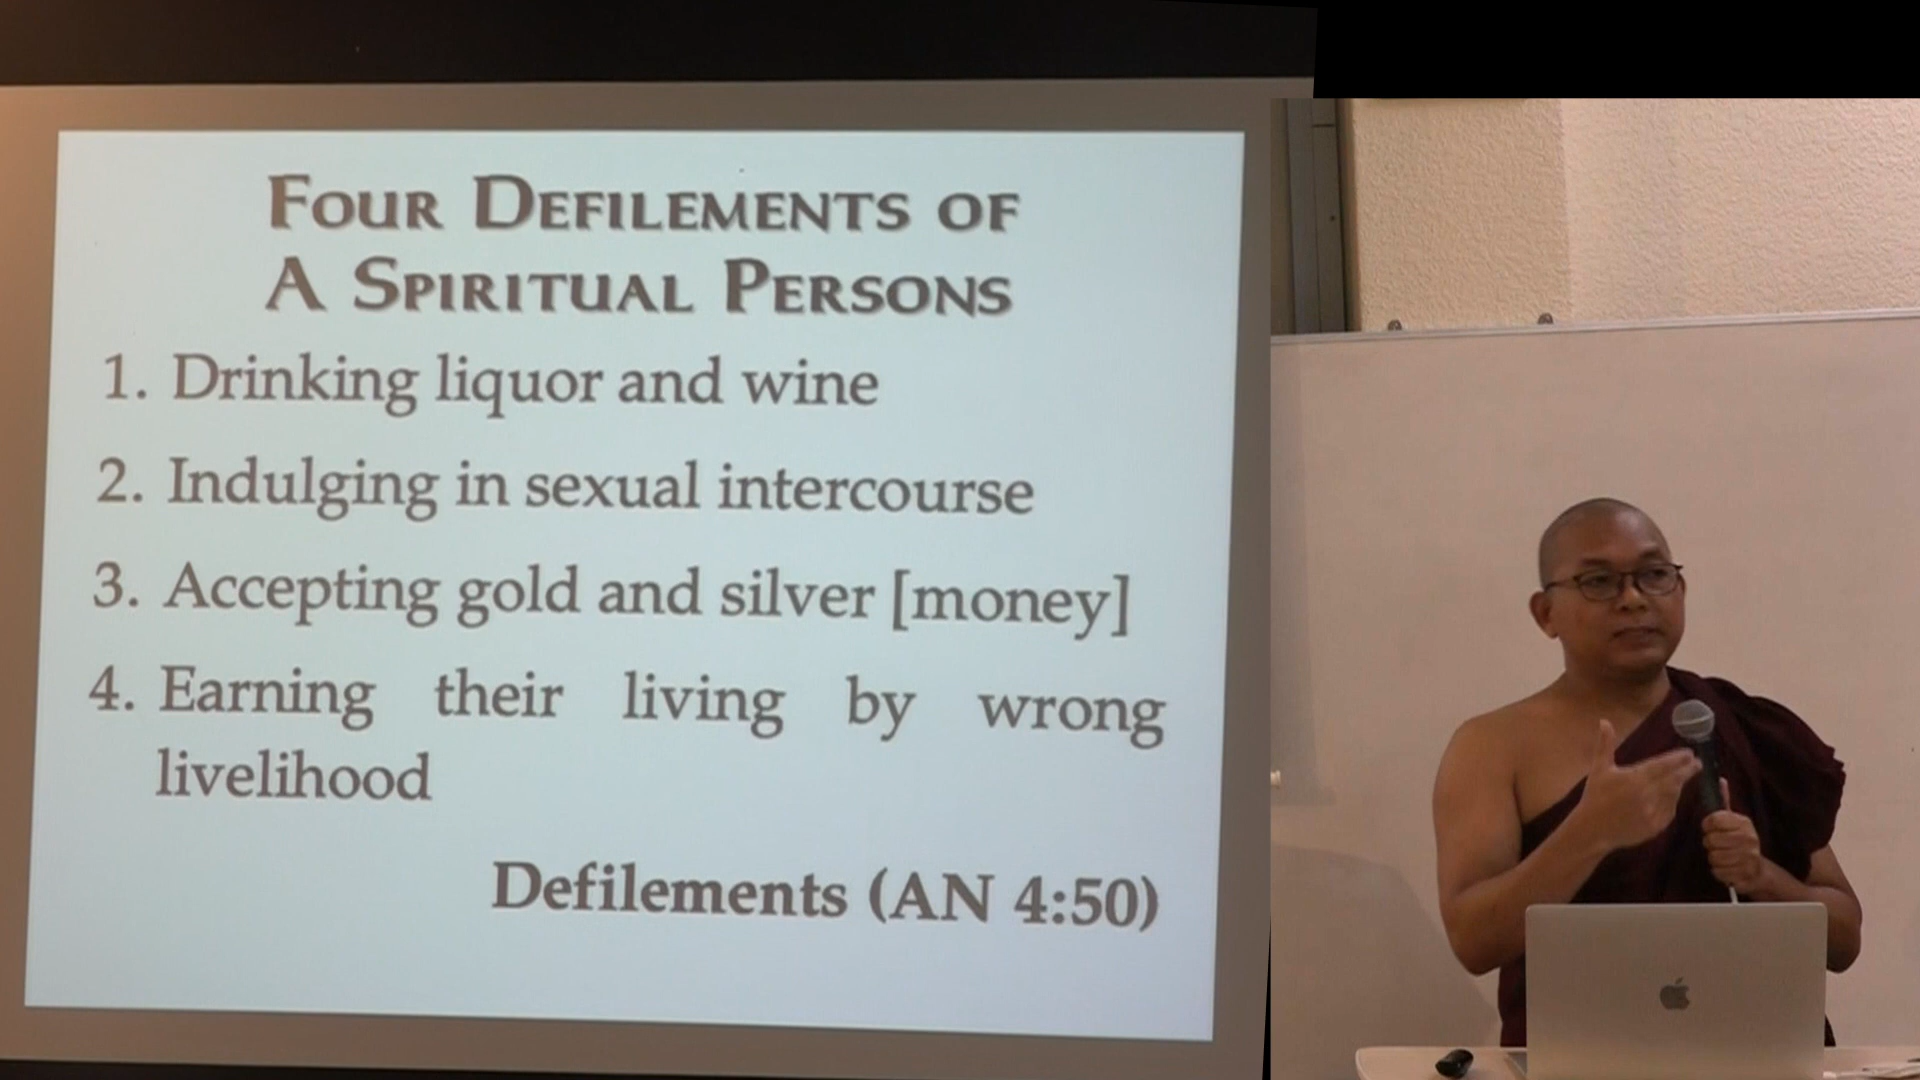 FOUR DEFILEMENTS OF
A SPIRITUAL PERSONS
1. Drinking liquor and wine
2. Indulging in sexual intercourse
3. Accepting gold and silver [money]
4. Earning their living by wrong
livelihood
Defilements (AN 4:50)